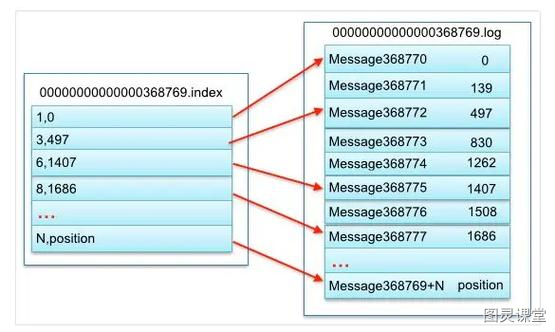 00000000000000368769.index
1,0
3,497
6,1407
8,1686
...
N,position
00000000000000368769.log
Message368770 0
Message368771 139
Message368772 497
Message368773 830
Message368774 1262
Message368775 1407
Message368776 1508
Message368777 1686
...
Message368769+N position
图灵课堂